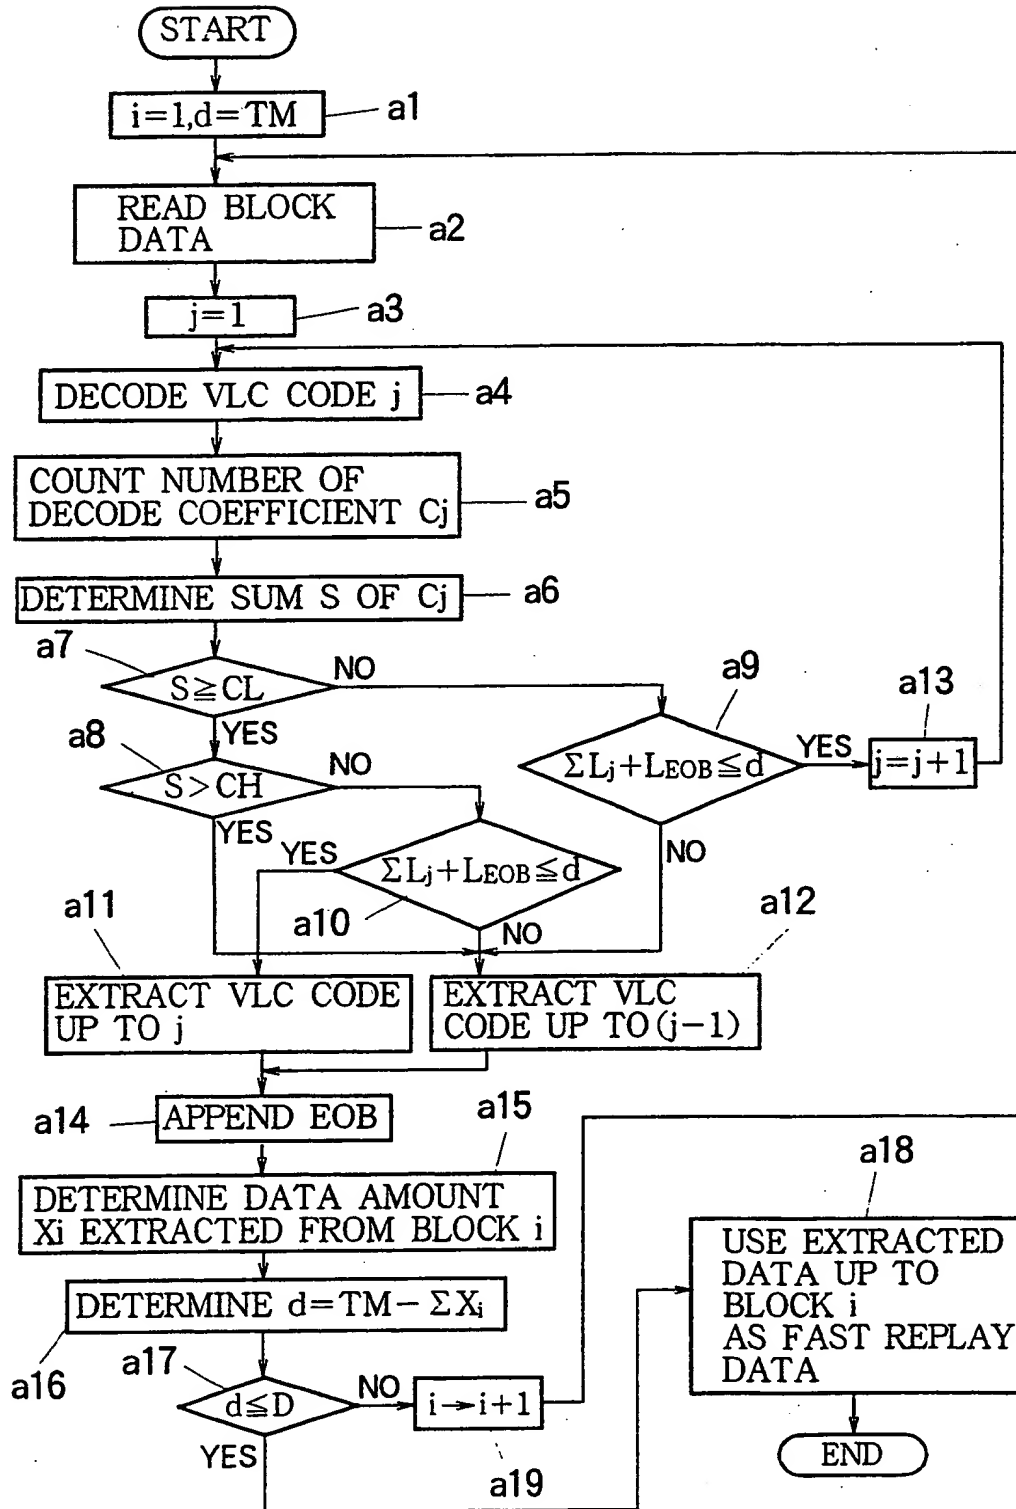 START
i=1,d=TM
a1
READ BLOCK
DATA
a2
j=1
a3
DECODE VLC CODE j
a4
COUNT NUMBER OF
DECODE COEFFICIENT Cj
a5
DETERMINE SUM S OF Cj
a6
a7
S≧CL
NO
YES
a9
ΣLj+LEOB≦d
YES
NO
a13
j=j+1
a8
S>CH
NO
YES
ΣLj+LEOB≦d
YES
a10
NO
a11
EXTRACT VLC CODE
UP TO j
a12
EXTRACT VLC
CODE UP TO(j-1)
a14
APPEND EOB
a15
DETERMINE DATA AMOUNT
Xi EXTRACTED FROM BLOCK i
DETERMINE d=TM-ΣXi
a16
a17
d≦D
NO
YES
i→i+1
a19
a18
USE EXTRACTED
DATA UP TO
BLOCK i
AS FAST REPLAY
DATA
END